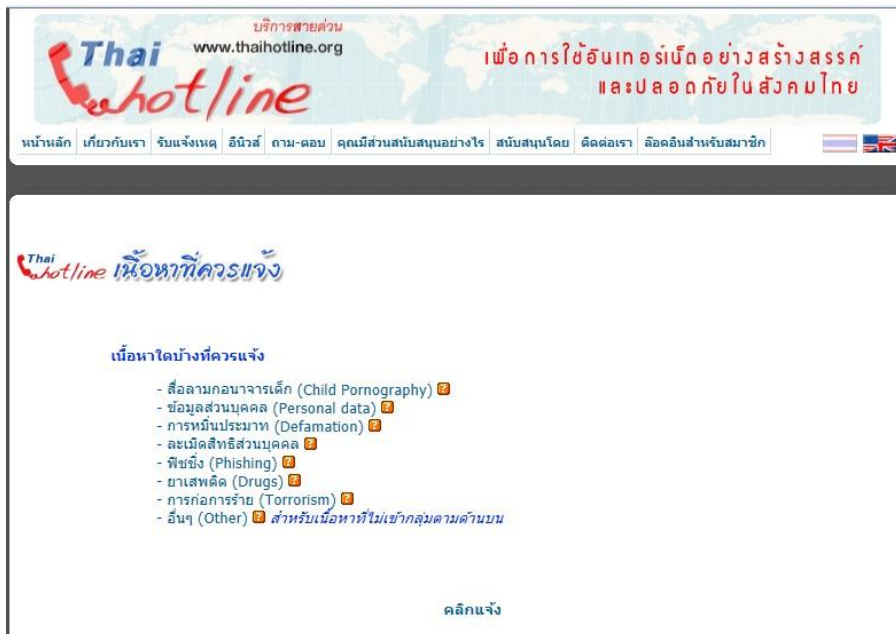 บริการสายด่วน
Thai www.thaihotline.org
hotline
เพื่อการใช้อินเทอร์เน็ตอย่างสร้างสรรค์
และปลอดภัยในสังคมไทย
หน้าหลัก เกี่ยวกับเรา รับแจ้งเหตุ อีนิวส์ ถาม-ตอบ คุณมีส่วนสนับสนุนอย่างไร สนับสนุนโดย ติดต่อเรา ล๊อคอินสำหรับสมาชิก
Thai
hotline เนื้อหาที่ควรแจ้ง
เนื้อหาใดบ้างที่ควรแจ้ง
- สื่อลามกอนาจารเด็ก (Child Pornography) ?
- ข้อมูลส่วนบุคคล (Personal data) ?
- การหมิ่นประมาท (Defamation) ?
- ละเมิดสิทธิส่วนบุคคล ?
- ฟิชชิ่ง (Phishing) ?
- ยาเสพติด (Drugs) ?
- การก่อการร้าย (Torrorism) ?
- อื่นๆ (Other) ? สำหรับเนื้อหาที่ไม่เข้ากลุ่มตามด้านบน
คลิกแจ้ง